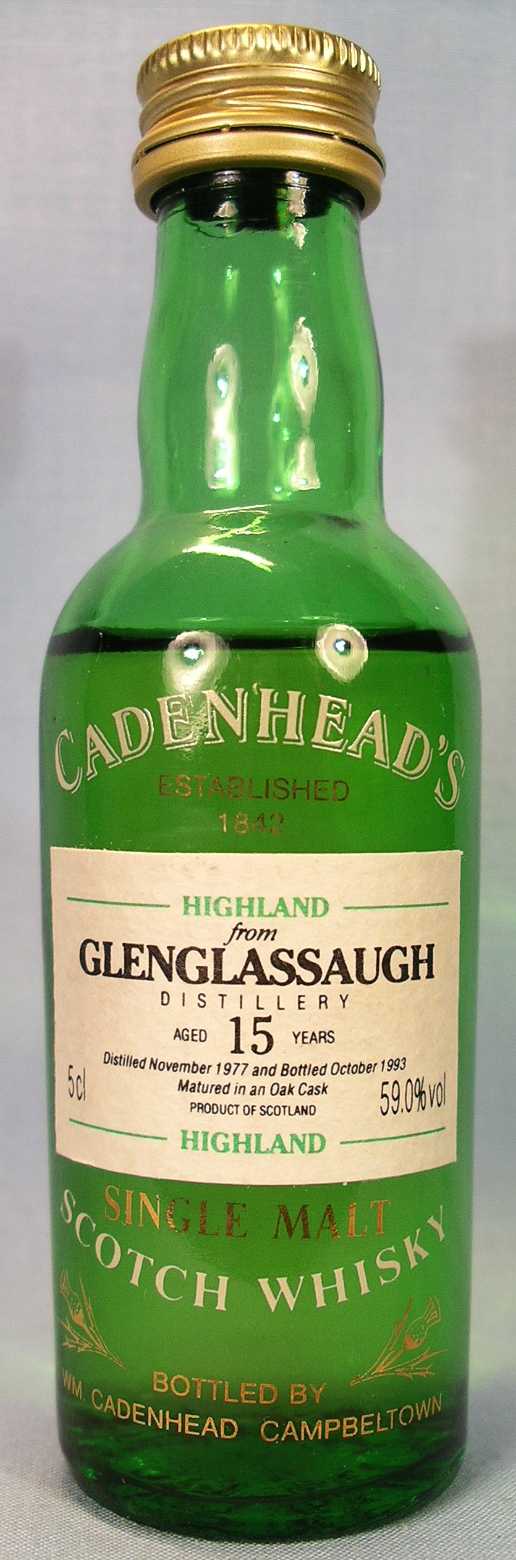 CADENHEAD'S
ESTABLISHED
1842
HIGHLAND
from
GLENGLASSAUGH
DISTILLERY
AGED 15 YEARS
Distilled November 1977 and Bottled October 1993
Matured in an Oak Cask
5cl PRODUCT OF SCOTLAND 59.0%vol
HIGHLAND
SINGLE MALT
SCOTCH WHISKY
BOTTLED BY
WM. CADENHEAD CAMPBELTOWN